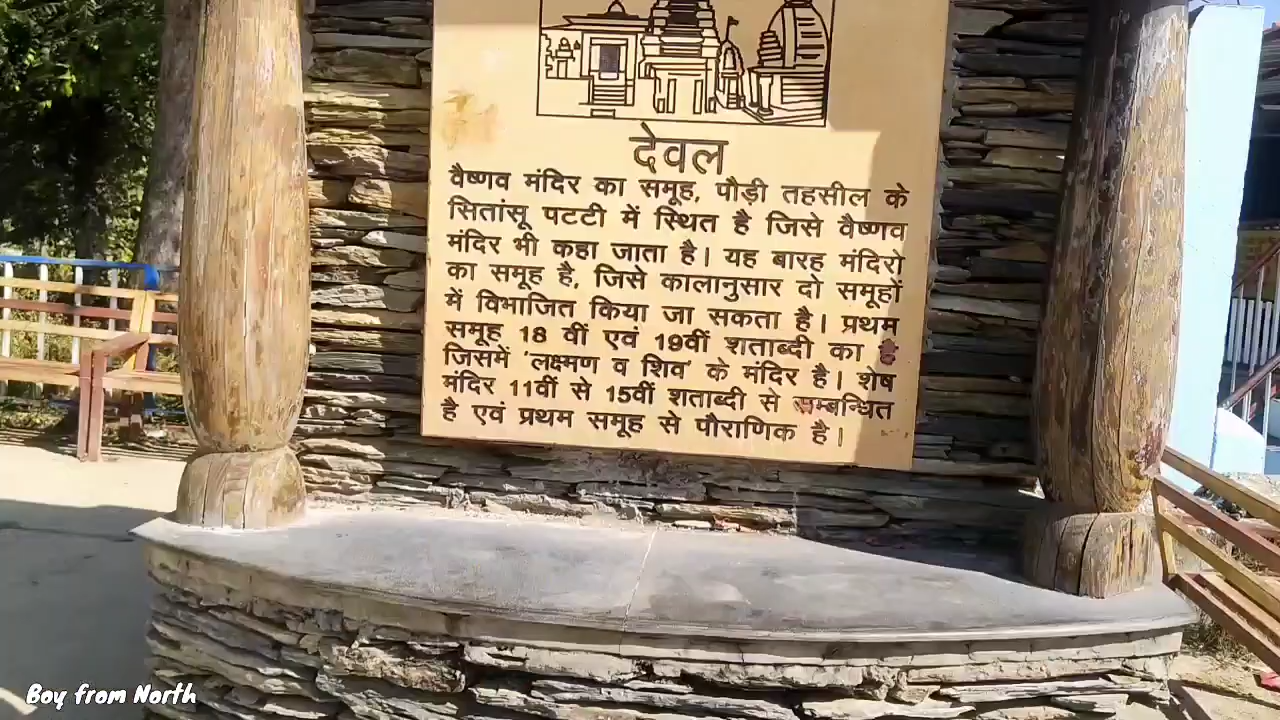 देवल
वैष्णव मंदिर का समूह, पौड़ी तहसील के
सितांसू पटटी में स्थित है जिसे वैष्णव
मंदिर भी कहा जाता है। यह बारह मंदिरो
का समूह है, जिसे कालानुसार दो समूहों
में विभाजित किया जा सकता है। प्रथम
समूह 18 वीं एवं 19वीं शताब्दी का है
जिसमें 'लक्ष्मण व शिव' के मंदिर है। शेष
मंदिर 11वीं से 15वीं शताब्दी से सम्बन्धित
है एवं प्रथम समूह से पौराणिक है।
Boy from North